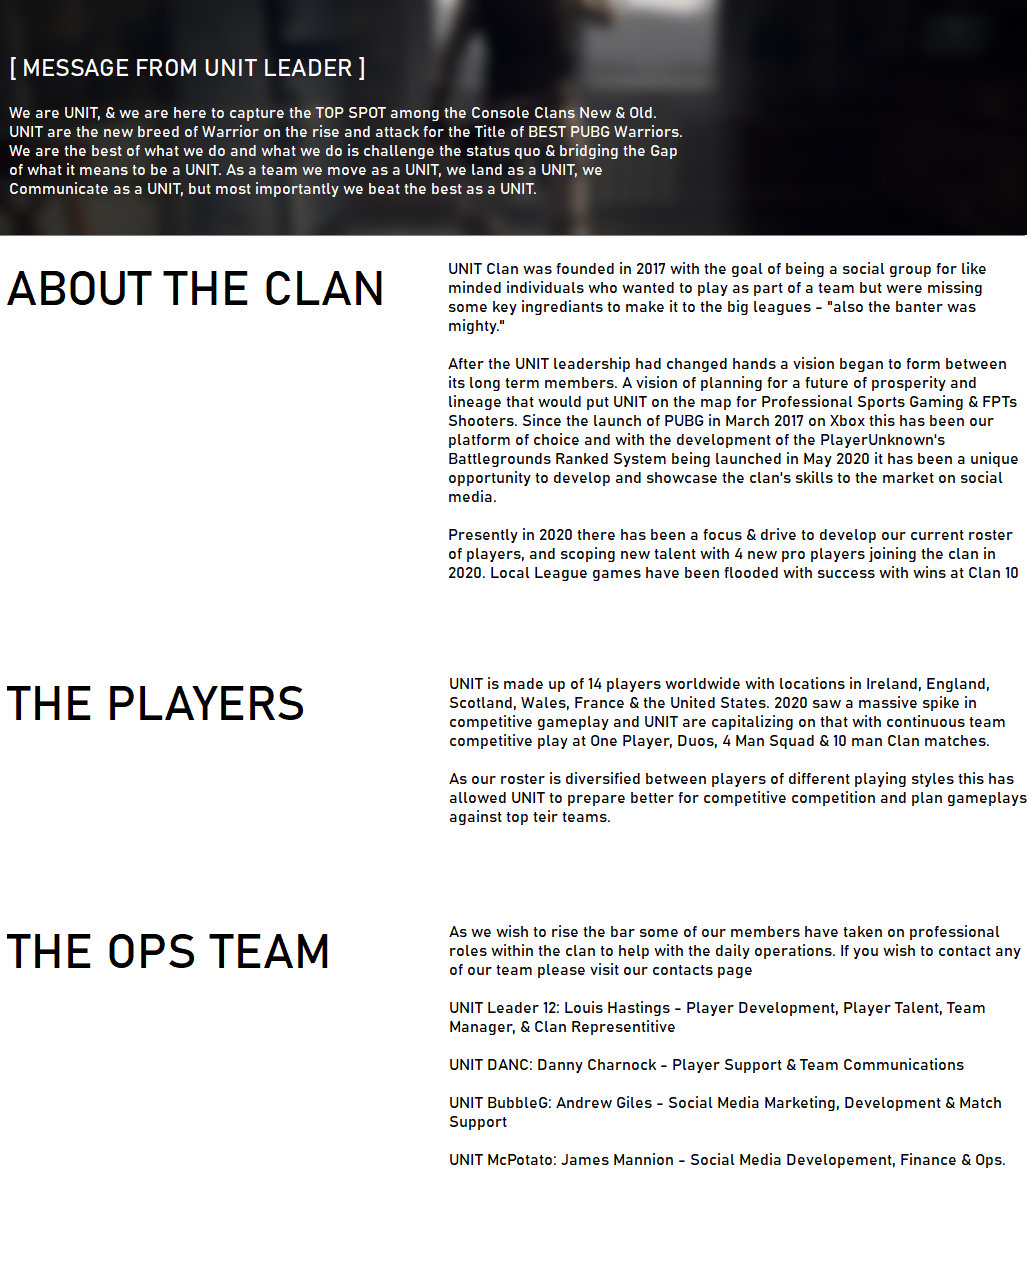 [ MESSAGE FROM UNIT LEADER ]
We are UNIT, & we are here to capture the TOP SPOT among the Console Clans New & Old.
UNIT are the new breed of Warrior on the rise and attack for the Title of BEST PUBG Warriors.
We are the best of what we do and what we do is challenge the status quo & bridging the Gap
of what it means to be a UNIT. As a team we move as a UNIT, we land as a UNIT, we
Communicate as a UNIT, but most importantly we beat the best as a UNIT.
ABOUT THE CLAN
UNIT Clan was founded in 2017 with the goal of being a social group for like
minded individuals who wanted to play as part of a team but were missing
some key ingrediants to make it to the big leagues - "also the banter was
mighty."
After the UNIT leadership had changed hands a vision began to form between
its long term members. A vision of planning for a future of prosperity and
lineage that would put UNIT on the map for Professional Sports Gaming & FPTs
Shooters. Since the launch of PUBG in March 2017 on Xbox this has been our
platform of choice and with the development of the PlayerUnknown's
Battlegrounds Ranked System being launched in May 2020 it has been a unique
opportunity to develop and showcase the clan's skills to the market on social
media.
Presently in 2020 there has been a focus & drive to develop our current roster
of players, and scoping new talent with 4 new pro players joining the clan in
2020. Local League games have been flooded with success with wins at Clan 10
THE PLAYERS
UNIT is made up of 14 players worldwide with locations in Ireland, England,
Scotland, Wales, France & the United States. 2020 saw a massive spike in
competitive gameplay and UNIT are capitalizing on that with continuous team
competitive play at One Player, Duos, 4 Man Squad & 10 man Clan matches.
As our roster is diversified between players of different playing styles this has
allowed UNIT to prepare better for competitive competition and plan gameplays
against top teir teams.
THE OPS TEAM
As we wish to rise the bar some of our members have taken on professional
roles within the clan to help with the daily operations. If you wish to contact any
of our team please visit our contacts page
UNIT Leader 12: Louis Hastings - Player Development, Player Talent, Team
Manager, & Clan Representitive
UNIT DANC: Danny Charnock - Player Support & Team Communications
UNIT BubbleG: Andrew Giles - Social Media Marketing, Development & Match
Support
UNIT McPotato: James Mannion - Social Media Developement, Finance & Ops.